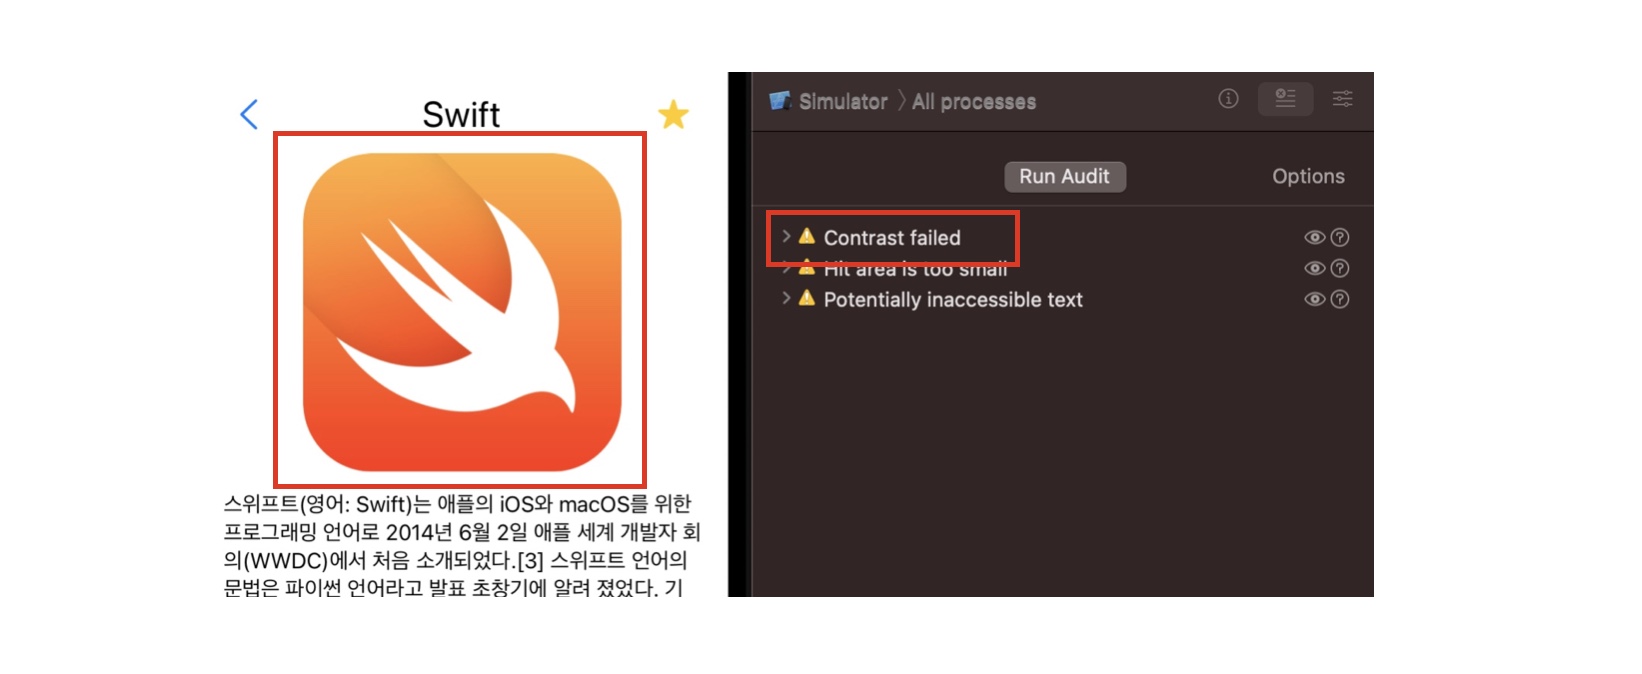 Swift
스위프트(영어: Swift)는 애플의 iOS와 macOS를 위한
프로그래밍 언어로 2014년 6월 2일 애플 세계 개발자 회
의(WWDC)에서 처음 소개되었다.[3] 스위프트 언어의
문법은 파이썬 언어라고 발표 초창기에 알려 졌었다. 기
Simulator 〉All processes
Run Audit
Options
Contrast failed
Hit area is too small
Potentially inaccessible text